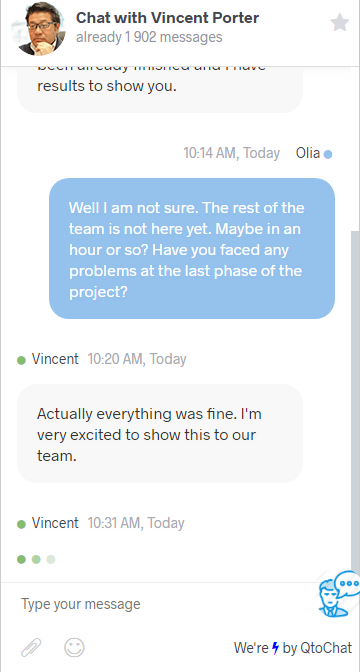 Chat with Vincent Porter
already 1 902 messages
been already finished and I have
results to show you.
10:14 AM, Today Olia
Well I am not sure. The rest of the
team is not here yet. Maybe in an
hour or so? Have you faced any
problems at the last phase of the
project?
Vincent 10:20 AM, Today
Actually everything was fine. I'm
very excited to show this to our
team.
Vincent 10:31 AM, Today
Type your message
We're by QtoChat